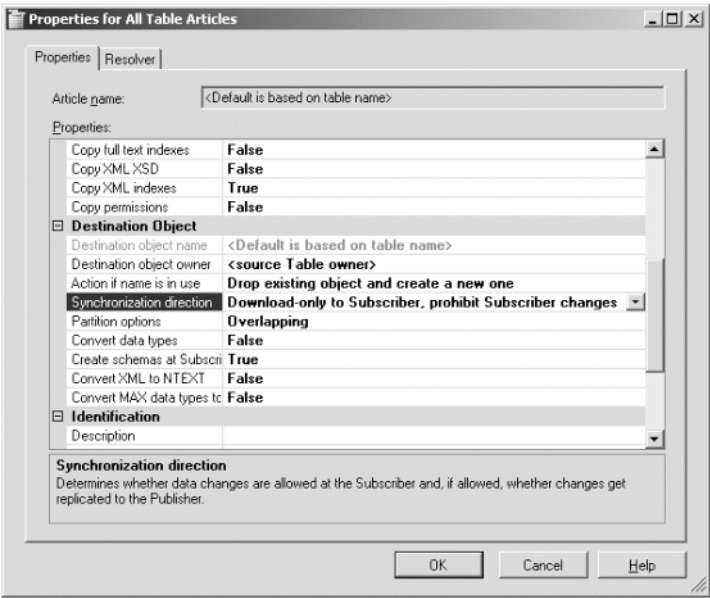 Properties for All Table Articles
Properties
Resolver
Article name:
<Default is based on table name>
Properties:
Copy full text indexes False
Copy XML XSD False
Copy XML indexes True
Copy permissions False
Destination Object
Destination object name <Default is based on table name>
Destination object owner <source Table owner>
Action if name is in use Drop existing object and create a new one
Synchronization direction Download-only to Subscriber, prohibit Subscriber changes
Partition options Overlapping
Convert data types False
Create schemas at Subscri True
Convert XML to NTEXT False
Convert MAX data types tc False
Identification
Description
Synchronization direction
Determines whether data changes are allowed at the Subscriber and, if allowed, whether changes get
replicated to the Publisher.
OK
Cancel
Help